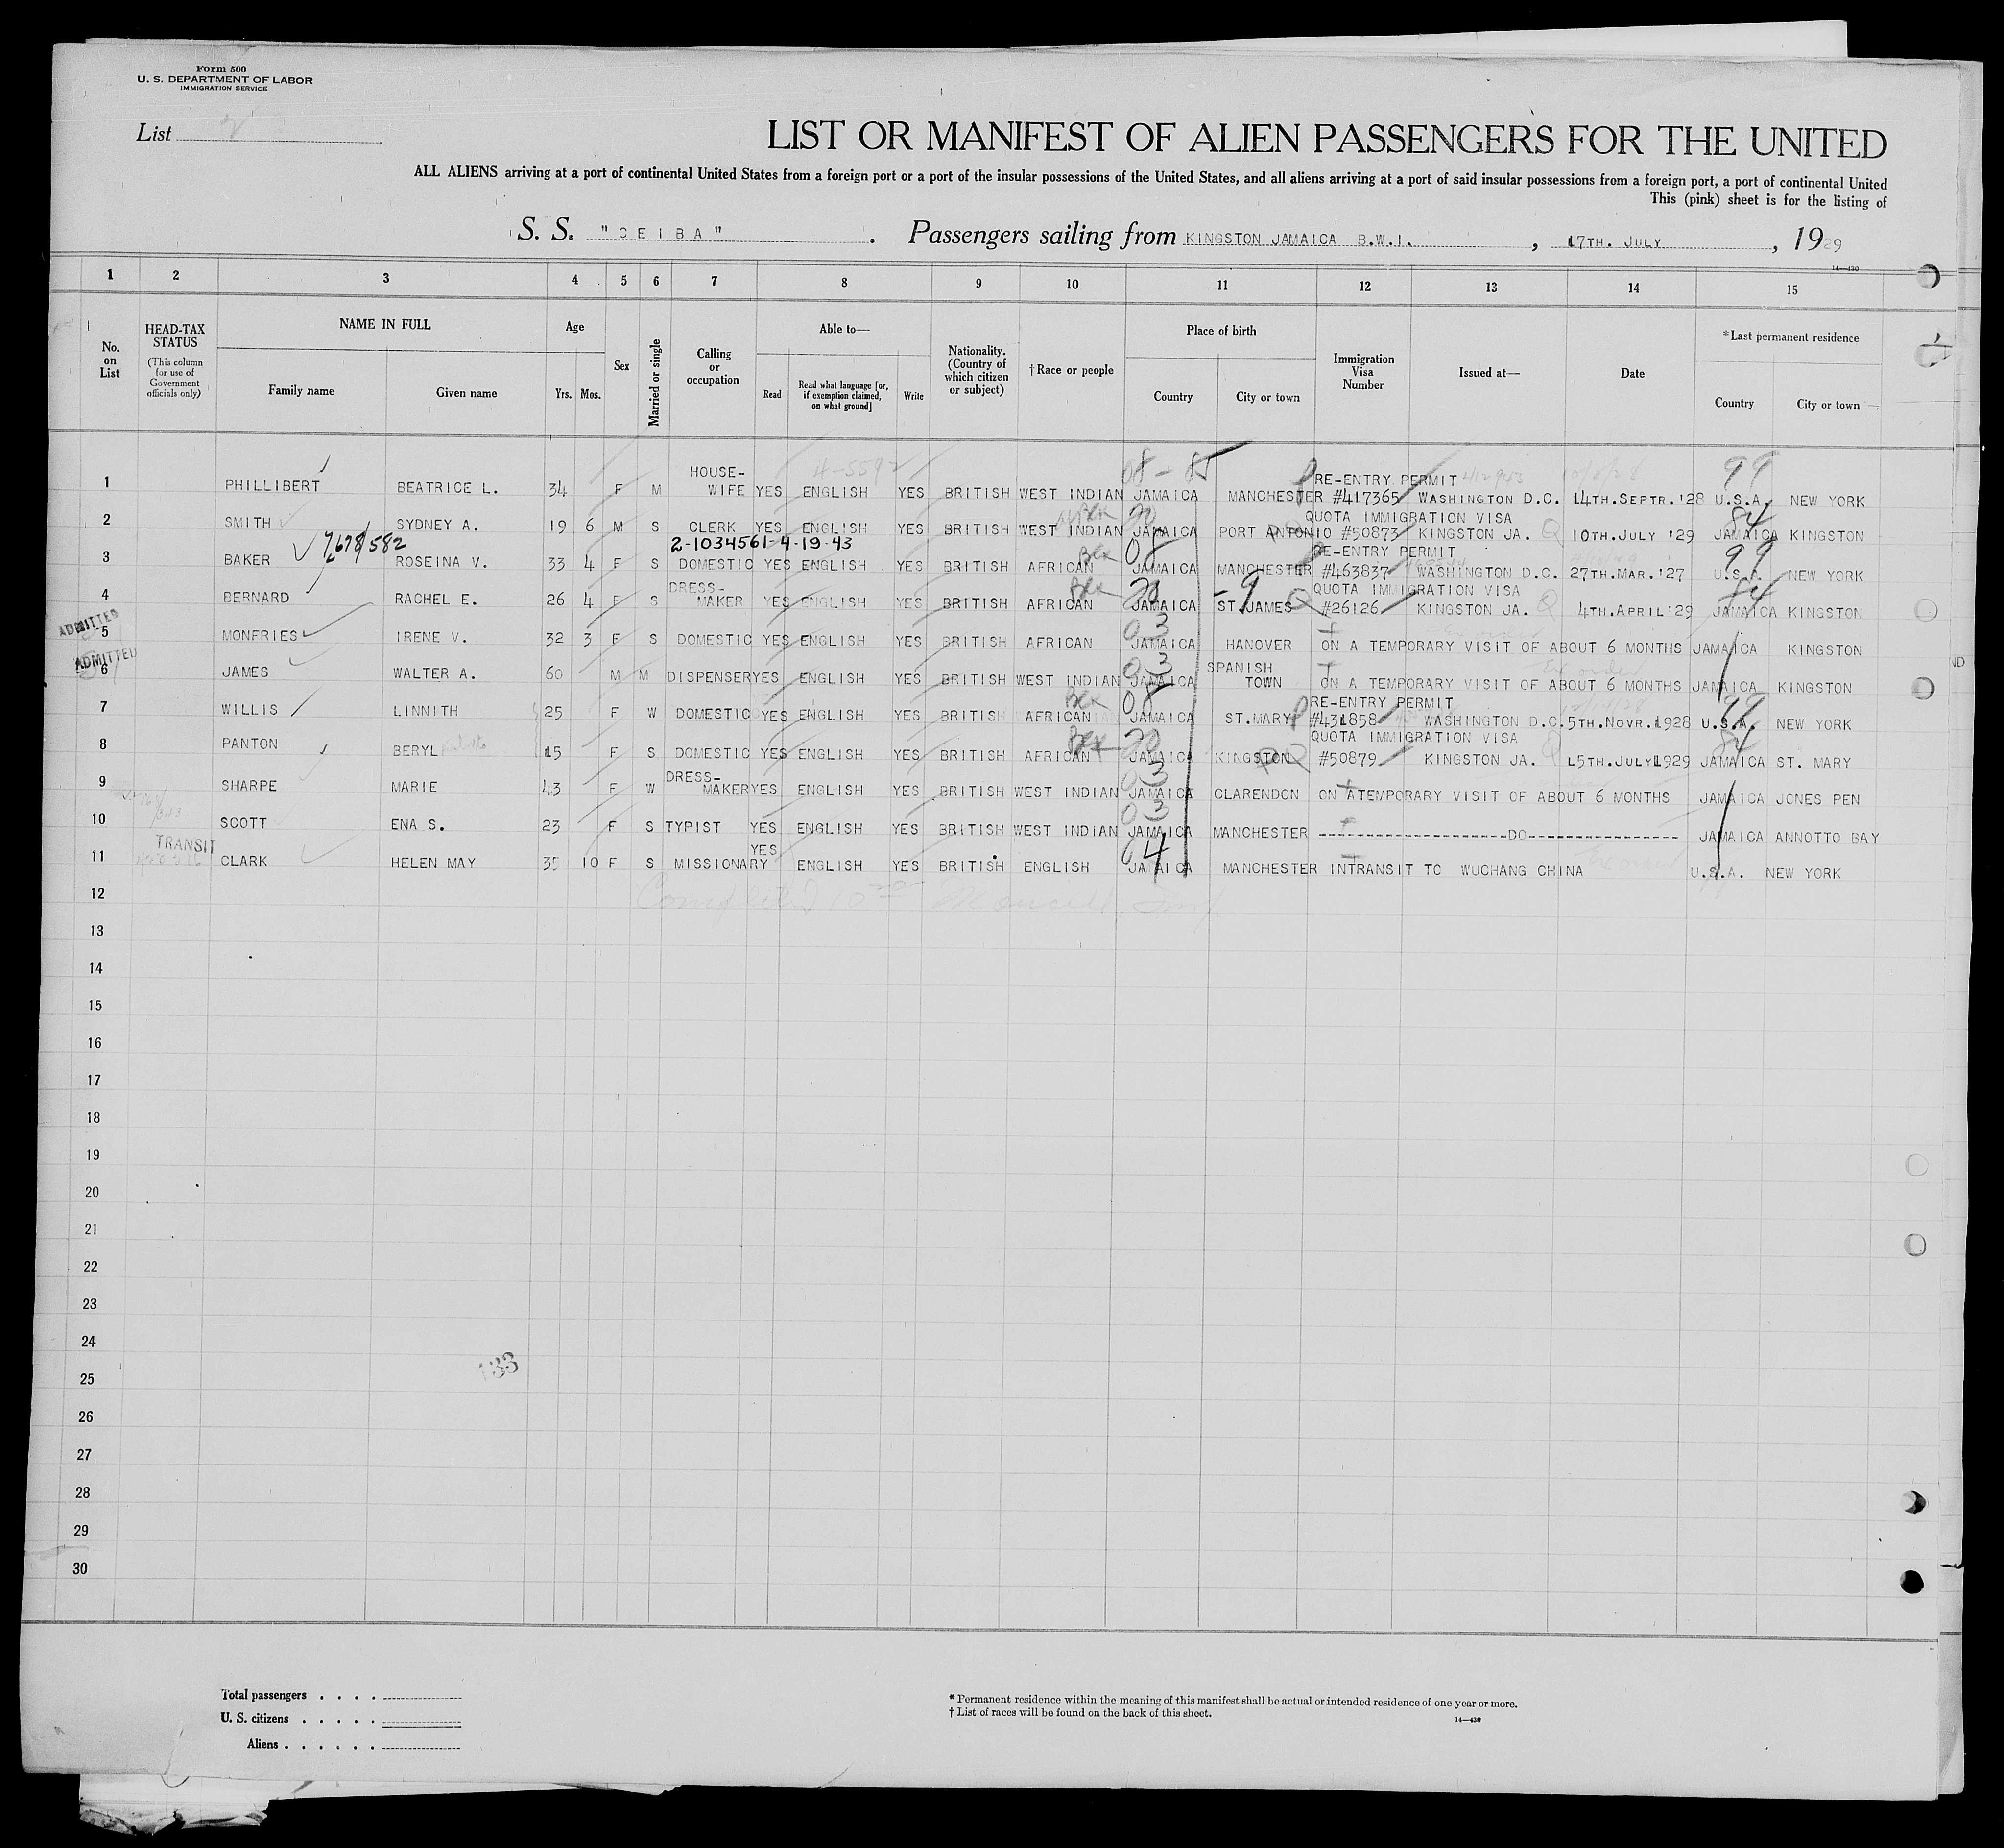 Form 500
U. S. DEPARTMENT OF LABOR
IMMIGRATION SERVICE
List 2
LIST OR MANIFEST OF ALIEN PASSENGERS FOR THE UNITED
ALL ALIENS arriving at a port of continental United States from a foreign port or a port of the insular possessions of the United States, and all aliens arriving at a port of said insular possessions from a foreign port, a port of continental United
This (pink) sheet is for the listing of
S. S. "CEIBA". Passengers sailing from KINGSTON JAMAICA B.W.I., 17TH. JULY, 1929
14—430
1 2 3 4 5 6 7 8 9 10 11 12 13 14 15
No. on List
HEAD-TAX STATUS
(This column for use of Government officials only)
NAME IN FULL
Family name
Given name
Age
Yrs. Mos.
Sex
Married or single
Calling or occupation
Able to—
Read
Read what language [or, if exemption claimed, on what ground]
Write
Nationality. (Country of which citizen or subject)
†Race or people
Place of birth
Country
City or town
Immigration Visa Number
Issued at—
Date
*Last permanent residence
Country
City or town
08 - 85 99
1 PHILLIBERT BEATRICE L. 34 F M HOUSE-WIFE YES ENGLISH YES BRITISH WEST INDIAN JAMAICA MANCHESTER RE-ENTRY PERMIT #417365 WASHINGTON D.C. 14TH.SEPTR.'28 U.S.A. NEW YORK
2 SMITH SYDNEY A. 19 6 M S CLERK YES ENGLISH YES BRITISH WEST INDIAN JAMAICA PORT ANTONIO QUOTA IMMIGRATION VISA #50873 KINGSTON JA. Q 10TH.JULY '29 JAMAICA KINGSTON
2-1034561-4-19-43
3 BAKER ROSEINA V. 33 4 F S DOMESTIC YES ENGLISH YES BRITISH AFRICAN JAMAICA MANCHESTER RE-ENTRY PERMIT #463837 WASHINGTON D.C. 27TH.MAR.'27 U.S.A. NEW YORK
4 BERNARD RACHEL E. 26 4 F S DRESS-MAKER YES ENGLISH YES BRITISH AFRICAN JAMAICA ST.JAMES QUOTA IMMIGRATION VISA #26126 KINGSTON JA. Q 4TH.APRIL'29 JAMAICA KINGSTON
ADMITTED
5 MONFRIES IRENE V. 32 3 F S DOMESTIC YES ENGLISH YES BRITISH AFRICAN JAMAICA HANOVER ON A TEMPORARY VISIT OF ABOUT 6 MONTHS JAMAICA KINGSTON
ADMITTED
6 JAMES WALTER A. 60 M M DISPENSER YES ENGLISH YES BRITISH WEST INDIAN JAMAICA SPANISH TOWN ON A TEMPORARY VISIT OF ABOUT 6 MONTHS JAMAICA KINGSTON
7 WILLIS LINNITH 25 F W DOMESTIC YES ENGLISH YES BRITISH AFRICAN JAMAICA ST.MARY RE-ENTRY PERMIT #431858 WASHINGTON D.C. 5TH.NOVR.1928 U.S.A. NEW YORK
8 PANTON BERYL 15 F S DOMESTIC YES ENGLISH YES BRITISH AFRICAN JAMAICA KINGSTON QUOTA IMMIGRATION VISA #50879 KINGSTON JA. 15TH.JULY1929 JAMAICA ST. MARY
9 SHARPE MARIE 43 F W DRESS-MAKER YES ENGLISH YES BRITISH WEST INDIAN JAMAICA CLARENDON ON A TEMPORARY VISIT OF ABOUT 6 MONTHS JAMAICA JONES PEN
10 SCOTT ENA S. 23 F S TYPIST YES ENGLISH YES BRITISH WEST INDIAN JAMAICA MANCHESTER ----DO---- JAMAICA ANNOTTO BAY
TRANSIT
11 CLARK HELEN MAY 35 10 F S MISSIONARY YES ENGLISH YES BRITISH ENGLISH JAMAICA MANCHESTER INTRANSIT TO WUCHANG CHINA U.S.A. NEW YORK
12
13
14
15
16
17
18
19
20
21
22
23
24
133
25
26
27
28
29
30
Total passengers . . . .
U. S. citizens . . . . .
Aliens . . . . . .
* Permanent residence within the meaning of this manifest shall be actual or intended residence of one year or more.
† List of races will be found on the back of this sheet.
14—430